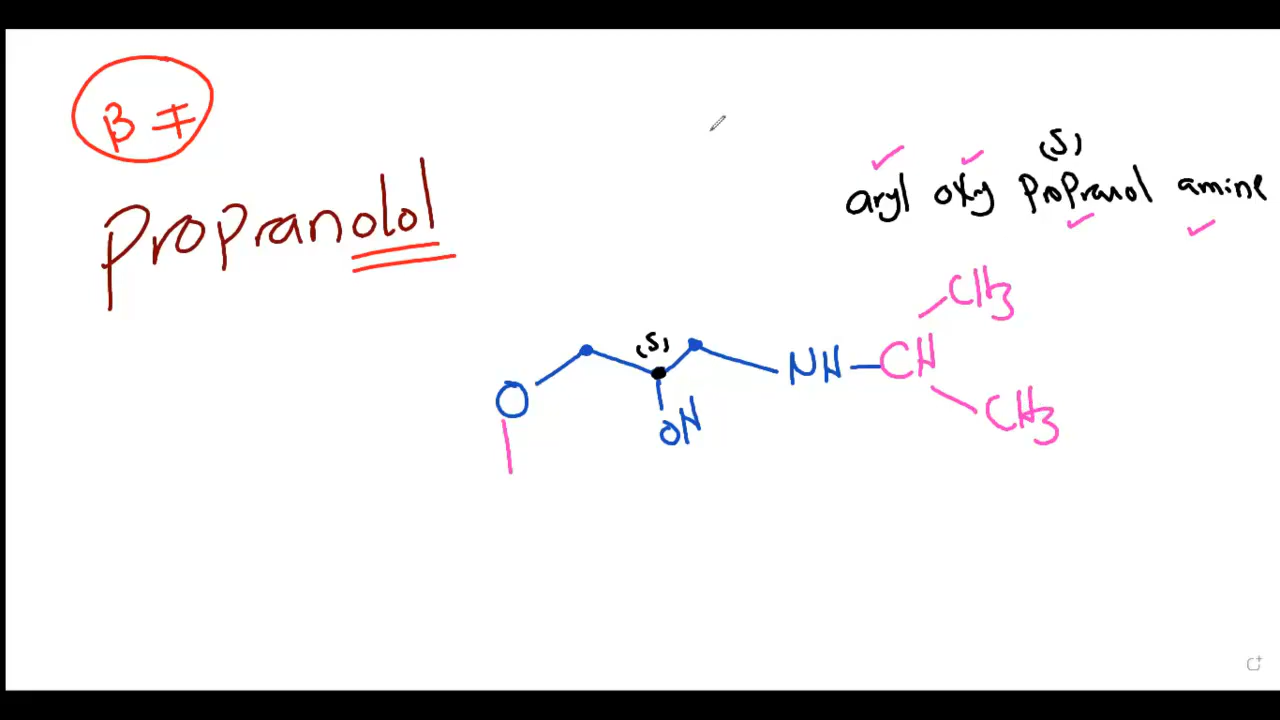 β ∓
(S)
aryl oxy propranol amine
Propranolol
CH3
(S)
O NH CH
OH
CH3